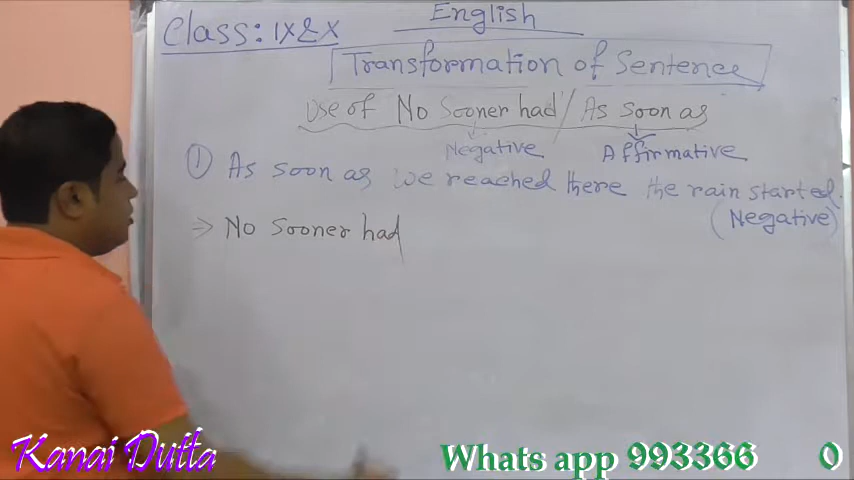 English
Class: IX & X
Transformation of Sentence
Use of No Sooner had / As soon as
Negative Affirmative
① As soon as we reached there the rain started.
(Negative)
⇒ No Sooner had
Kanai Dutta
Whats app 993366 0